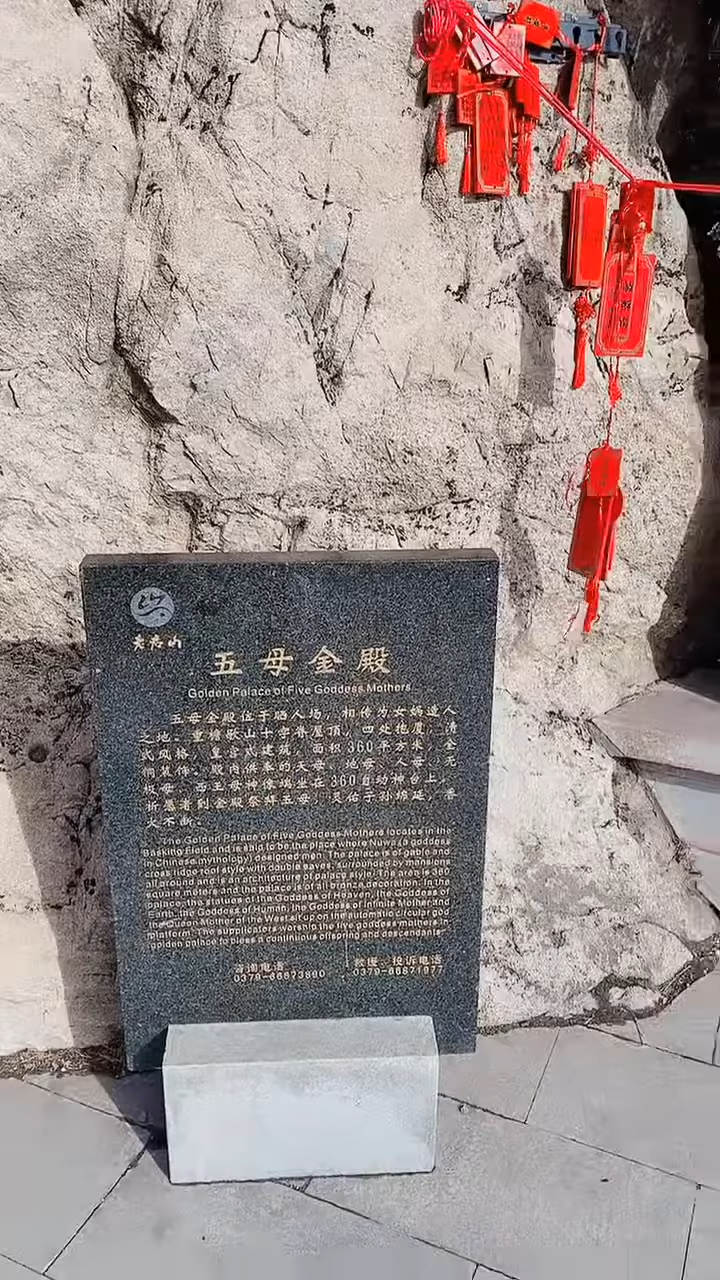 老君山
五母金殿
Golden Palace of Five Goddess Mothers
五母金殿位于晒人场，相传为女娲造人
之地。重檐歇山十字脊屋顶，四处抱厦，清
式风格，皇宫式建筑，面积360平方米，全
铜装饰。殿内供奉的天母、地母、人母、无
极母、西王母神像端坐在360自动神台上。
祈愿者到金殿祭拜五母，灵佑子孙绵延，香
火不断。
The Golden Palace of Five Goddess Mothers locates in the
Basking Field and is said to be the place where Nuwa (a goddess
in Chinese mythology) designed men. The palace is of gable and
cross ridge roof style with double eaves, surrounded by mansions
all around and is an architecture of palace style. The area is 360
square meters and the palace is of all bronze decoration. In the
palace, the statues of the Goddess of Heaven, the Goddess of
Earth, the Goddess of Human, the Goddess of Infinite Mother and
the Queen Mother of the West sit up on the automatic circular god
platform. The supplicators worship the five goddess mothers in
golden palace to bless a continuous offspring and descendants.
咨询电话 救援、投诉电话
0379-66873890 0379-66871977